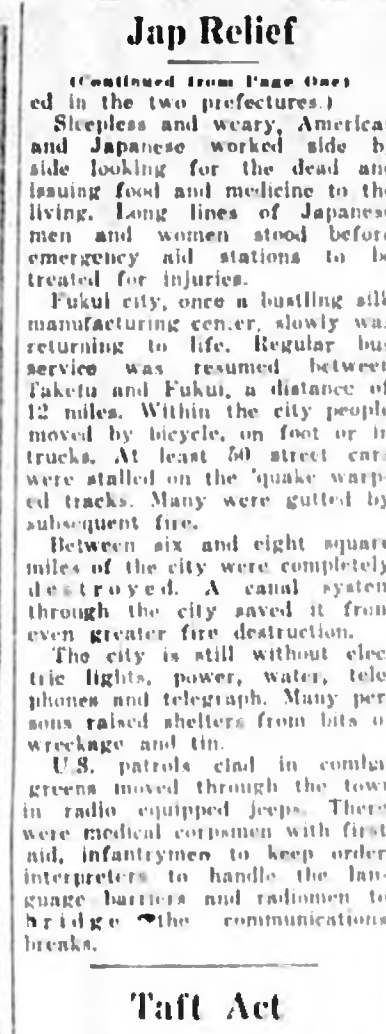 Jap Relief
(Continued from Page One)
ed in the two prefectures.)
Sleepless and weary, America
and Japanese worked side b
side looking for the dead an
issuing food and medicine to th
living. Long lines of Japanes
men and women stood before
emergency aid stations to b
treated for injuries.
Fukui city, once a bustling silk
manufacturing center, slowly was
returning to life. Regular bus
service was resumed between
Takefu and Fukui, a distance of
12 miles. Within the city people
moved by bicycle, on foot or in
trucks. At least 50 street cars
were stalled on the 'quake warp-
ed tracks. Many were gutted by
subsequent fire.
Between six and eight square
miles of the city were completely
destroyed. A canal system
through the city saved it from
even greater fire destruction.
The city is still without elec
tric lights, power, water, tele
phones and telegraph. Many per
sons raised shelters from bits o
wreckage and tin.
U.S. patrols clad in combat
greens moved through the town
in radio equipped jeeps. There
were medical corpsmen with first
aid, infantrymen to keep order
interpreters to handle the lan-
guage barriers and radiomen to
bridge the communications
breaks.
Taft Act